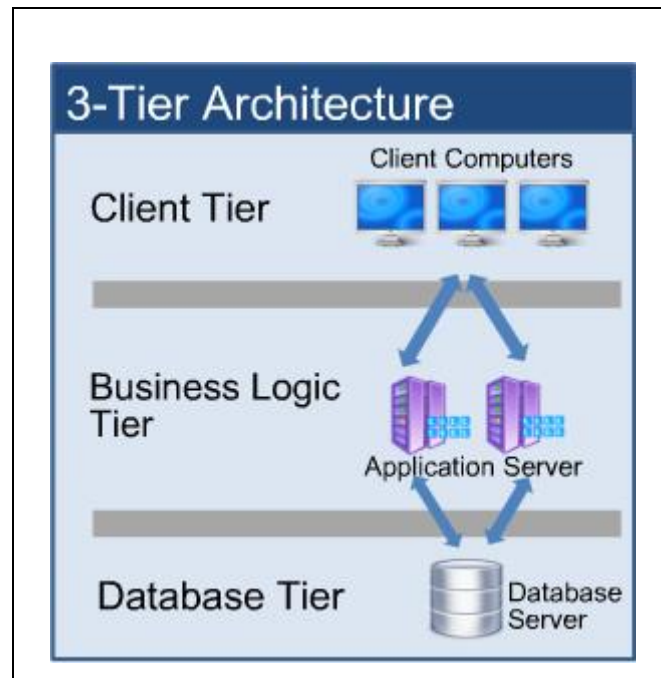 3-Tier Architecture
Client Computers
Client Tier
Business Logic
Tier
Application Server
Database Tier
Database
Server